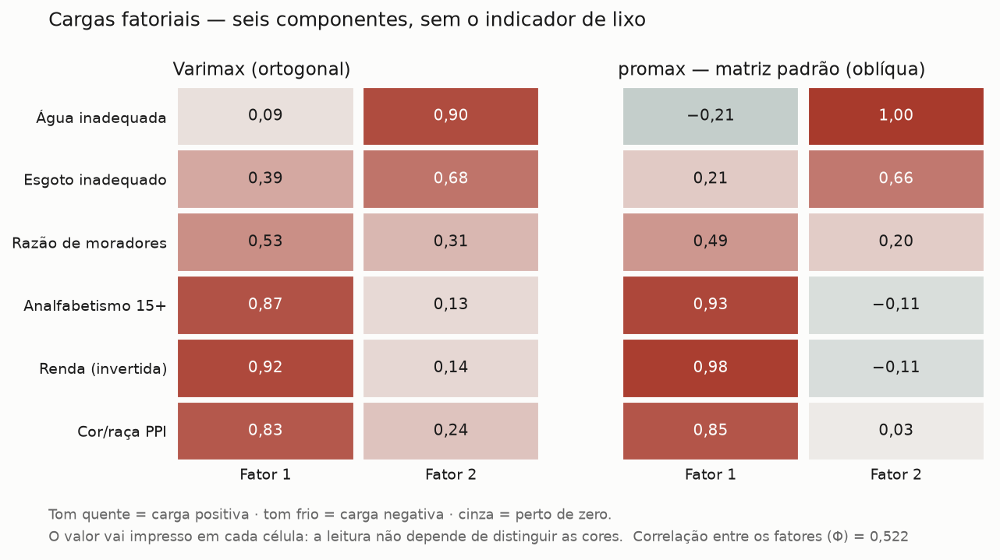 Cargas fatoriais — seis componentes, sem o indicador de lixo
Varimax (ortogonal)
promax — matriz padrão (oblíqua)
Água inadequada 0,09 0,90 −0,21 1,00
Esgoto inadequado 0,39 0,68 0,21 0,66
Razão de moradores 0,53 0,31 0,49 0,20
Analfabetismo 15+ 0,87 0,13 0,93 −0,11
Renda (invertida) 0,92 0,14 0,98 −0,11
Cor/raça PPI 0,83 0,24 0,85 0,03
Fator 1 Fator 2 Fator 1 Fator 2
Tom quente = carga positiva · tom frio = carga negativa · cinza = perto de zero.
O valor vai impresso em cada célula: a leitura não depende de distinguir as cores.  Correlação entre os fatores (Φ) = 0,522